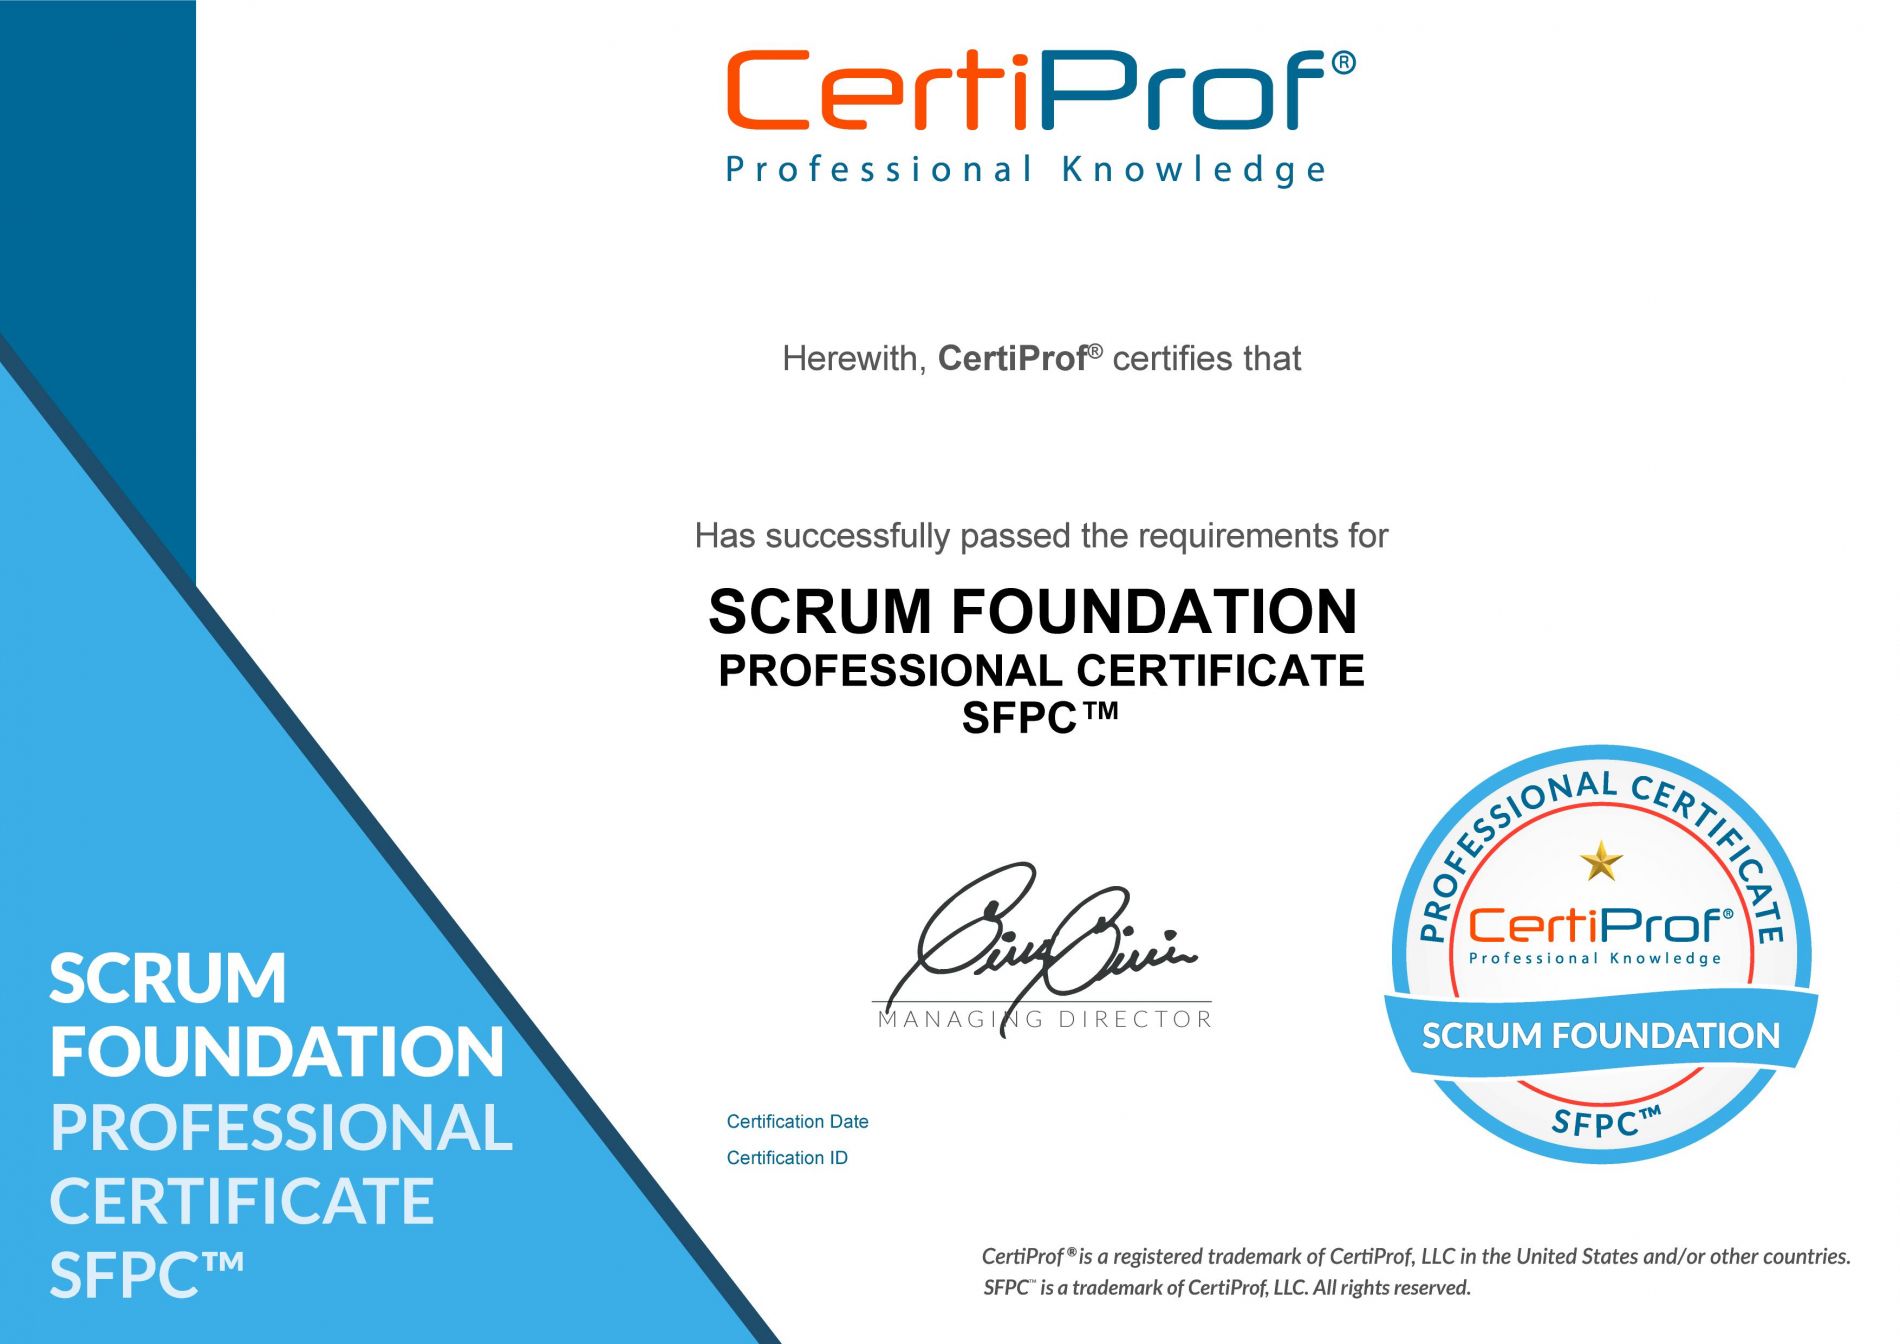 CertiProf®
Professional Knowledge
Herewith, CertiProf® certifies that
Has successfully passed the requirements for
SCRUM FOUNDATION
PROFESSIONAL CERTIFICATE
SFPC™
MANAGING DIRECTOR
Certification Date
Certification ID
PROFESSIONAL CERTIFICATE
CertiProf®
Professional Knowledge
SCRUM FOUNDATION
SFPC™
SCRUM
FOUNDATION
PROFESSIONAL
CERTIFICATE
SFPC™
CertiProf® is a registered trademark of CertiProf, LLC in the United States and/or other countries.
SFPC™ is a trademark of CertiProf, LLC. All rights reserved.